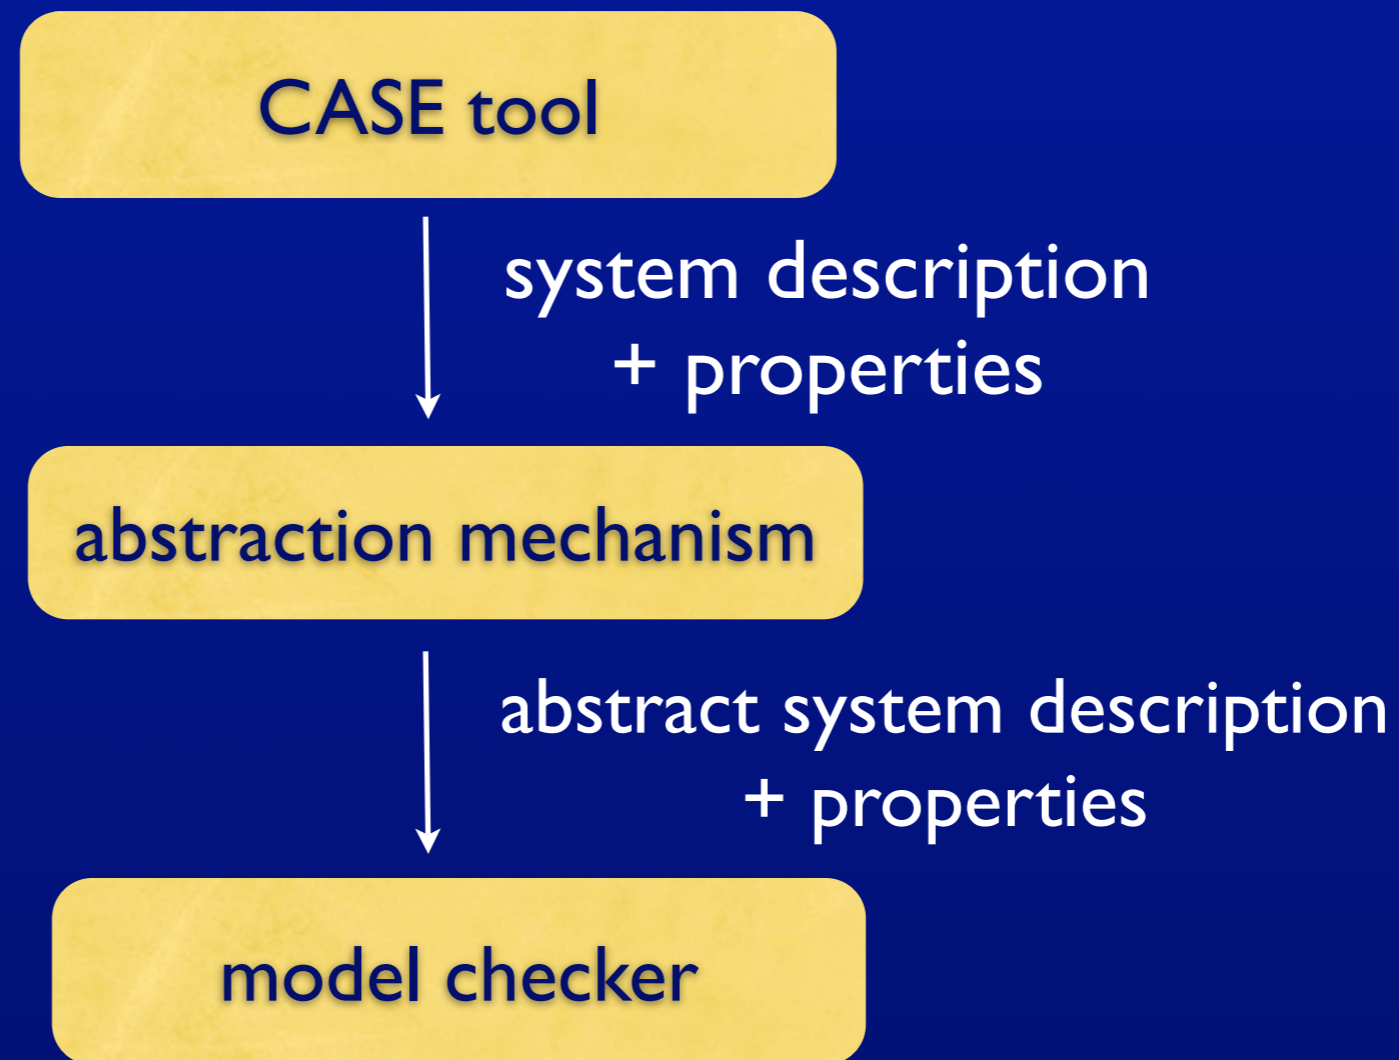 CASE tool
system description
+ properties
abstraction mechanism
abstract system description
+ properties
model checker